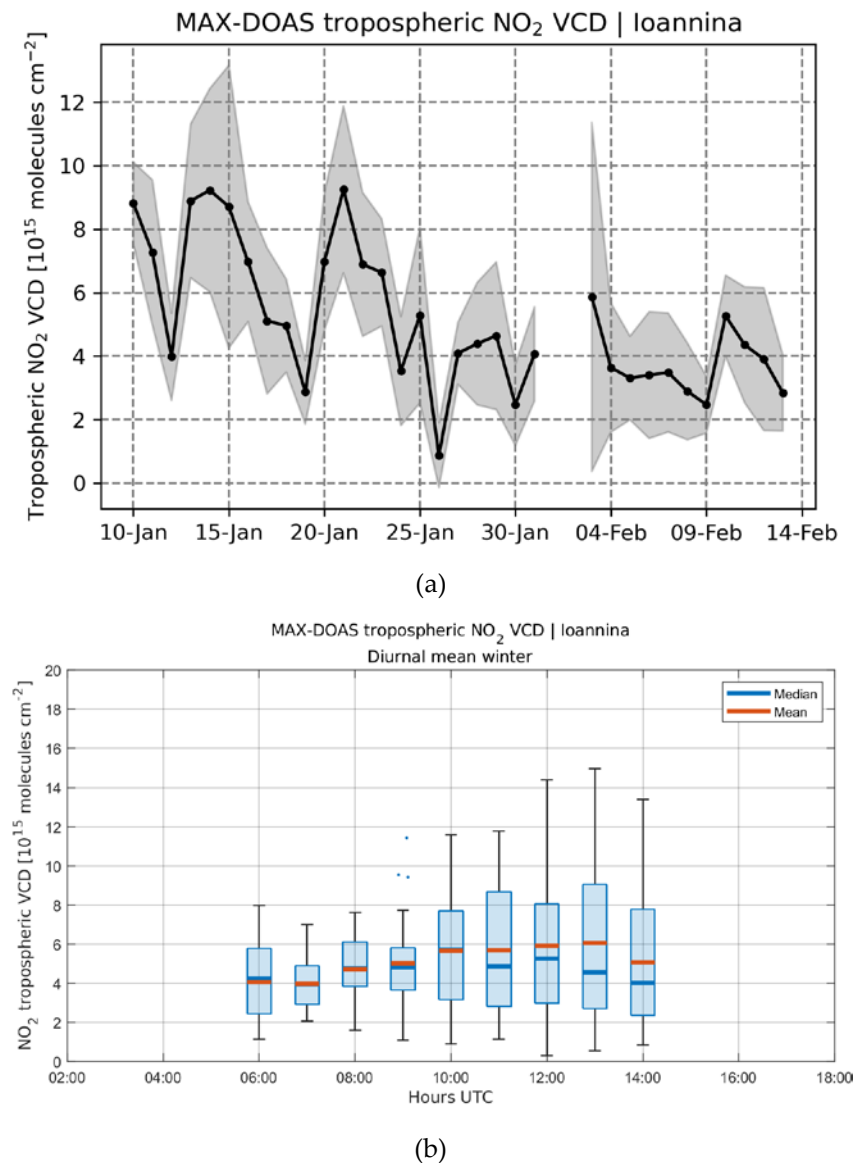 MAX-DOAS tropospheric NO₂ VCD | Ioannina
Tropospheric NO₂ VCD [10¹⁵ molecules cm⁻²]
12
10
8
6
4
2
0
10-Jan 15-Jan 20-Jan 25-Jan 30-Jan 04-Feb 09-Feb 14-Feb
(a)
MAX-DOAS tropospheric NO₂ VCD | Ioannina
Diurnal mean winter
NO₂ tropospheric VCD [10¹⁵ molecules cm⁻²]
20
18
16
14
12
10
8
6
4
2
0
Median
Mean
02:00 04:00 06:00 08:00 10:00 12:00 14:00 16:00 18:00
Hours UTC
(b)